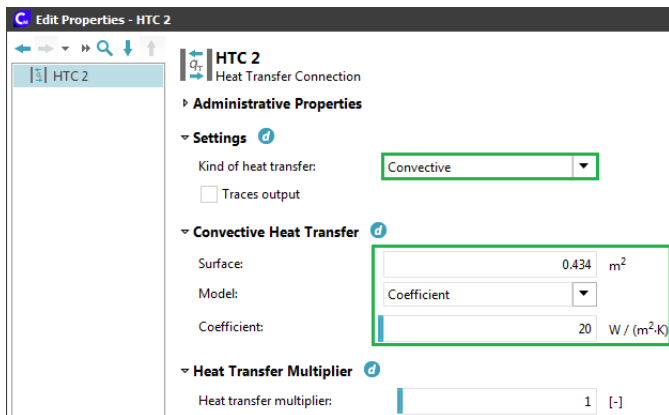 Edit Properties - HTC 2
HTC 2
HTC 2
Heat Transfer Connection
Administrative Properties
Settings d
Kind of heat transfer: Convective
Traces output
Convective Heat Transfer d
Surface: 0.434 m²
Model: Coefficient
Coefficient: 20 W / (m²·K)
Heat Transfer Multiplier d
Heat transfer multiplier: 1 [-]